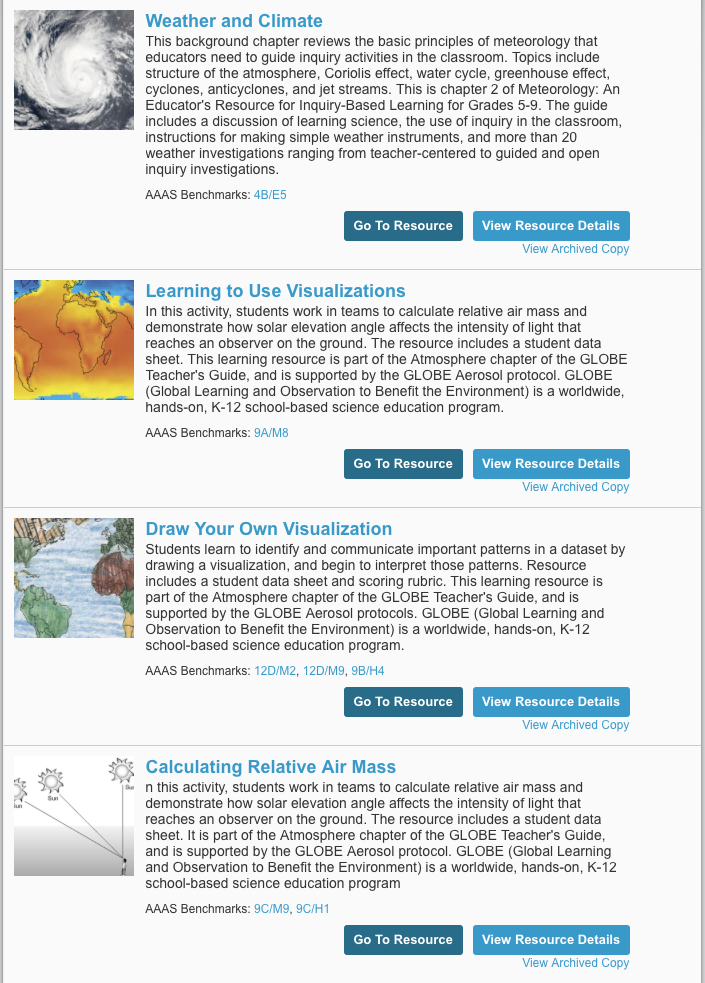 Weather and Climate
This background chapter reviews the basic principles of meteorology that
educators need to guide inquiry activities in the classroom. Topics include
structure of the atmosphere, Coriolis effect, water cycle, greenhouse effect,
cyclones, anticyclones, and jet streams. This is chapter 2 of Meteorology: An
Educator's Resource for Inquiry-Based Learning for Grades 5-9. The guide
includes a discussion of learning science, the use of inquiry in the classroom,
instructions for making simple weather instruments, and more than 20
weather investigations ranging from teacher-centered to guided and open
inquiry investigations.
AAAS Benchmarks: 4B/E5
Go To Resource View Resource Details
View Archived Copy
Learning to Use Visualizations
In this activity, students work in teams to calculate relative air mass and
demonstrate how solar elevation angle affects the intensity of light that
reaches an observer on the ground. The resource includes a student data
sheet. This learning resource is part of the Atmosphere chapter of the GLOBE
Teacher's Guide, and is supported by the GLOBE Aerosol protocol. GLOBE
(Global Learning and Observation to Benefit the Environment) is a worldwide,
hands-on, K-12 school-based science education program.
AAAS Benchmarks: 9A/M8
Go To Resource View Resource Details
View Archived Copy
Draw Your Own Visualization
Students learn to identify and communicate important patterns in a dataset by
drawing a visualization, and begin to interpret those patterns. Resource
includes a student data sheet and scoring rubric. This learning resource is
part of the Atmosphere chapter of the GLOBE Teacher's Guide, and is
supported by the GLOBE Aerosol protocols. GLOBE (Global Learning and
Observation to Benefit the Environment) is a worldwide, hands-on, K-12
school-based science education program.
AAAS Benchmarks: 12D/M2, 12D/M9, 9B/H4
Go To Resource View Resource Details
View Archived Copy
Sun
Sun
Calculating Relative Air Mass
n this activity, students work in teams to calculate relative air mass and
demonstrate how solar elevation angle affects the intensity of light that
reaches an observer on the ground. The resource includes a student data
sheet. It is part of the Atmosphere chapter of the GLOBE Teacher's Guide,
and is supported by the GLOBE Aerosol protocol. GLOBE (Global Learning
and Observation to Benefit the Environment) is a worldwide, hands-on, K-12
school-based science education program
AAAS Benchmarks: 9C/M9, 9C/H1
Go To Resource View Resource Details
View Archived Copy